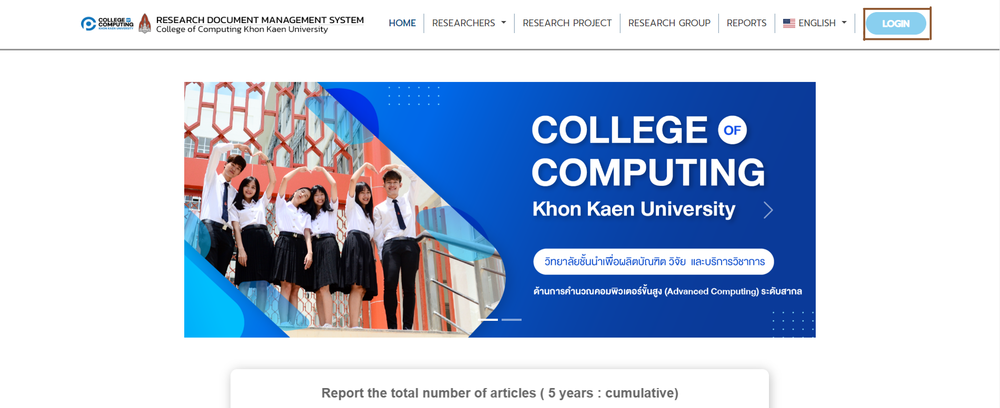 COLLEGE OF
COMPUTING
KHON KAEN UNIVERSITY
RESEARCH DOCUMENT MANAGEMENT SYSTEM
College of Computing Khon Kaen University
HOME
RESEARCHERS
RESEARCH PROJECT
RESEARCH GROUP
REPORTS
ENGLISH
LOGIN
COLLEGE OF
COMPUTING
Khon Kaen University
วิทยาลัยชั้นนำเพื่อผลิตบัณฑิต วิจัย และบริการวิชาการ
ด้านการคำนวณคอมพิวเตอร์ขั้นสูง (Advanced Computing) ระดับสากล
Report the total number of articles ( 5 years : cumulative)